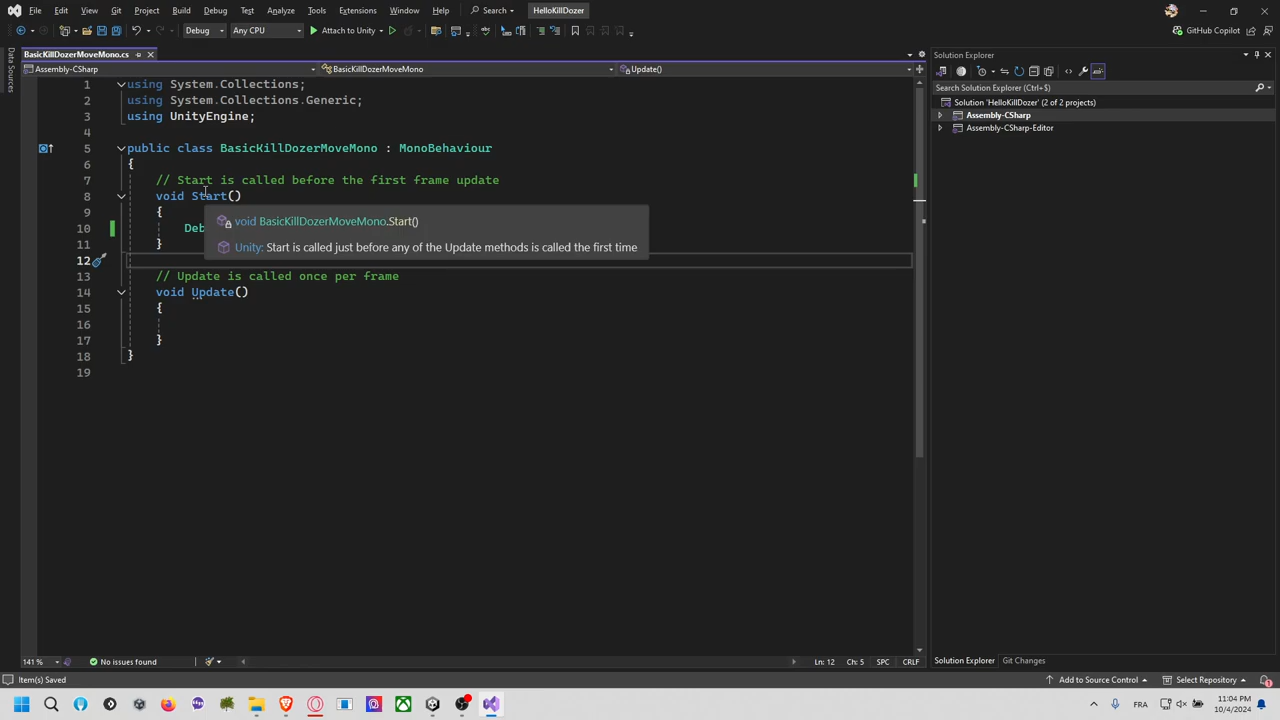 File Edit View Git Project Build Debug Test Analyze Tools Extensions Window Help Search HelloKillDozer
Debug Any CPU Attach to Unity GitHub Copilot
Data Sources
BasicKillDozerMoveMono.cs
Assembly-CSharp BasicKillDozerMoveMono Update()
1 using System.Collections;
2 using System.Collections.Generic;
3 using UnityEngine;
4
5 public class BasicKillDozerMoveMono : MonoBehaviour
6 {
7 // Start is called before the first frame update
8 void Start()
9 {
void BasicKillDozerMoveMono.Start()
10 Deb
Unity: Start is called just before any of the Update methods is called the first time
11 }
12
13 // Update is called once per frame
14 void Update()
15 {
16
17 }
18 }
19
Solution Explorer
Search Solution Explorer (Ctrl+$)
Solution 'HelloKillDozer' (2 of 2 projects)
Assembly-CSharp
Assembly-CSharp-Editor
141 % No issues found Ln: 12 Ch: 5 SPC CRLF
Solution Explorer Git Changes
Item(s) Saved Add to Source Control Select Repository
FRA 11:04 PM
10/4/2024